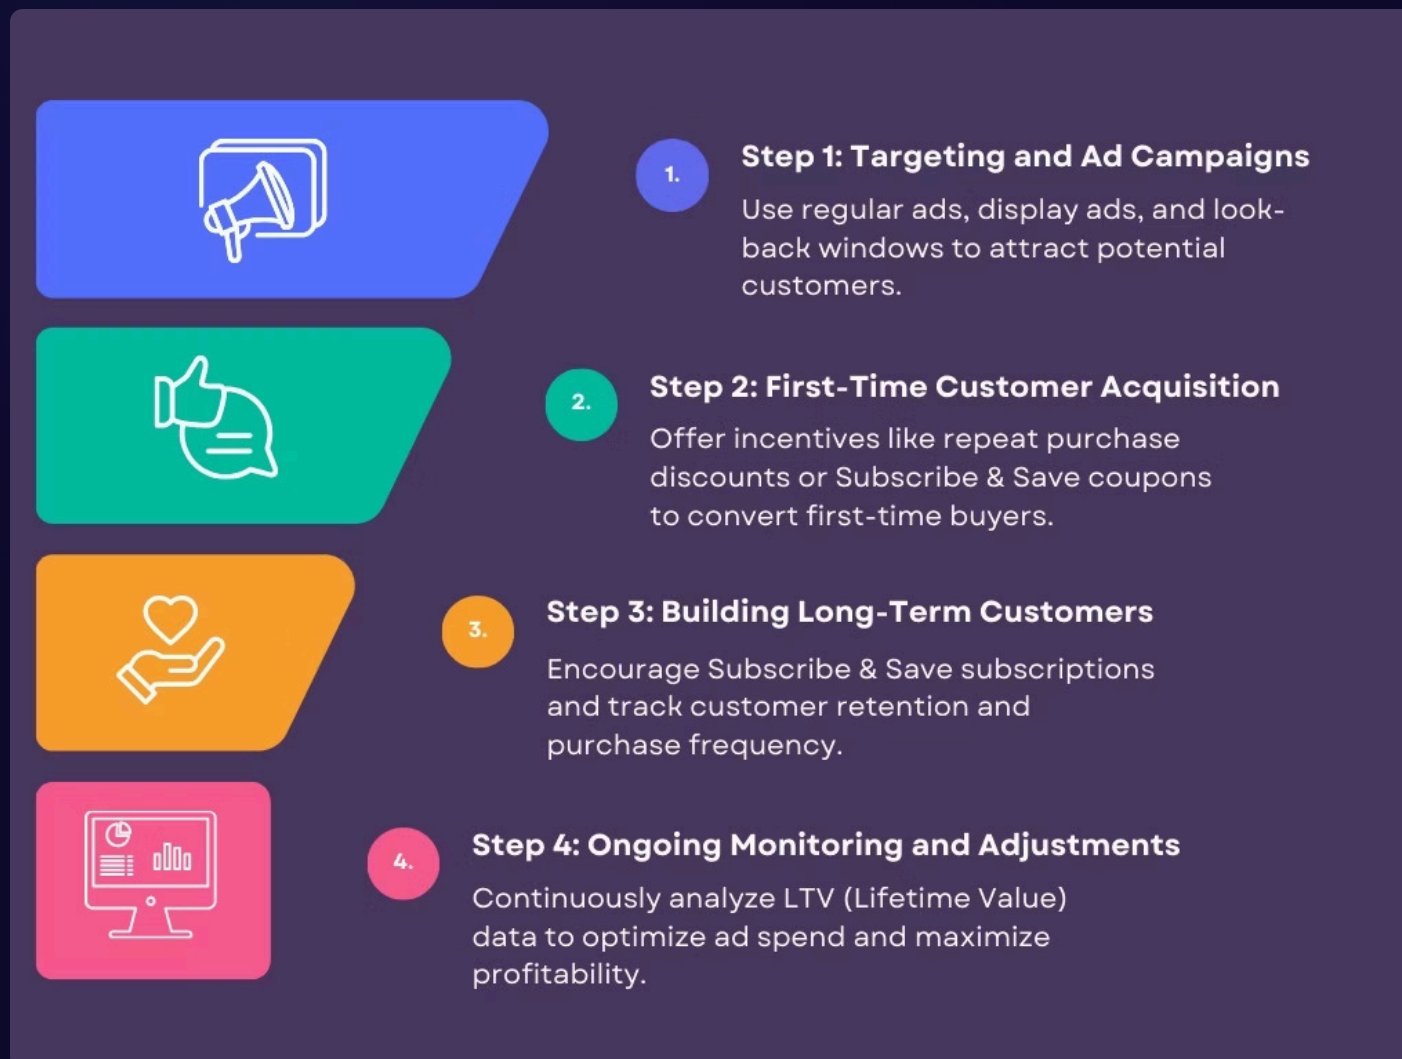 1.
Step 1: Targeting and Ad Campaigns
Use regular ads, display ads, and look-
back windows to attract potential
customers.
2.
Step 2: First-Time Customer Acquisition
Offer incentives like repeat purchase
discounts or Subscribe & Save coupons
to convert first-time buyers.
3.
Step 3: Building Long-Term Customers
Encourage Subscribe & Save subscriptions
and track customer retention and
purchase frequency.
4.
Step 4: Ongoing Monitoring and Adjustments
Continuously analyze LTV (Lifetime Value)
data to optimize ad spend and maximize
profitability.